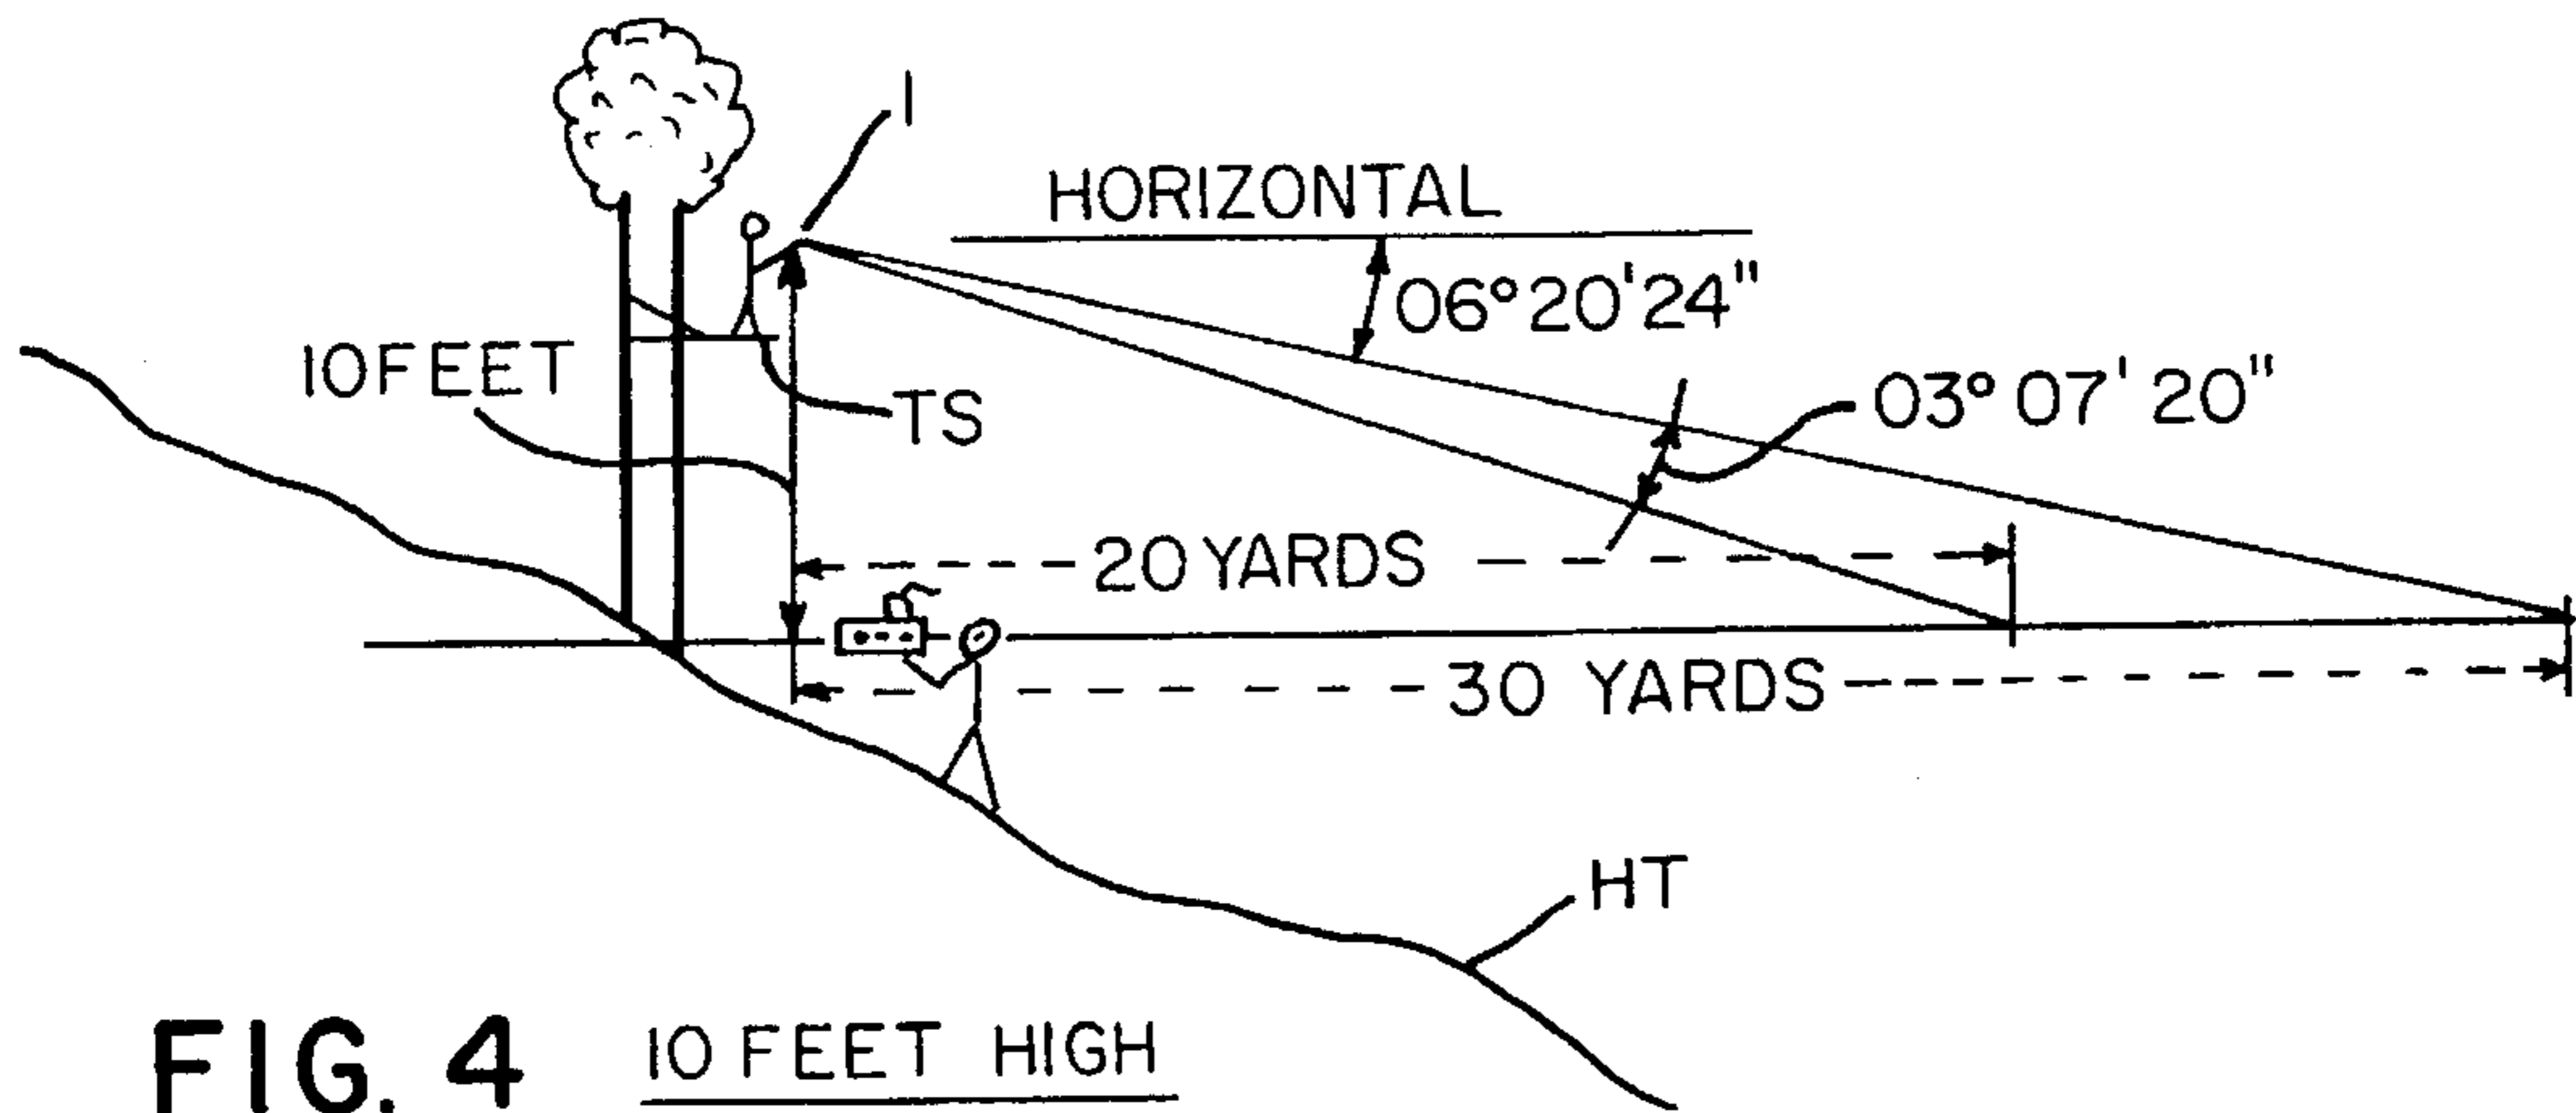 1
HORIZONTAL
06°20'24"
10FEET
TS
03° 07' 20"
20 YARDS
30 YARDS
HT
FIG. 4 10 FEET HIGH